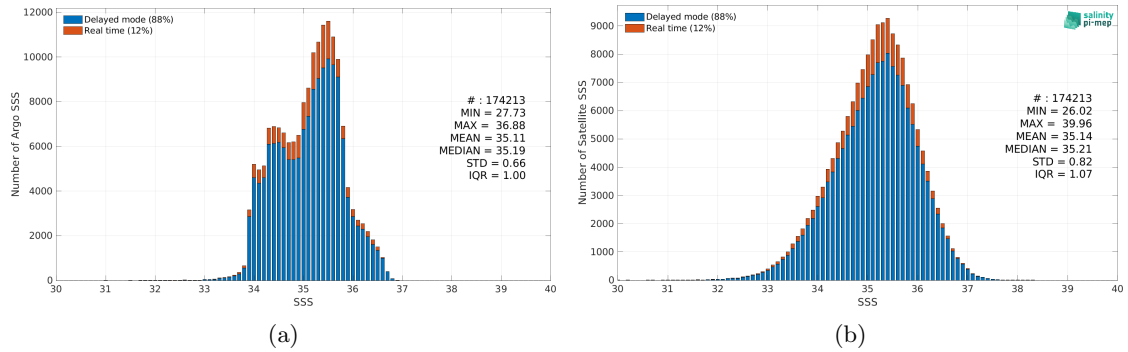 Delayed mode (88%)
Real time (12%)
12000
10000
8000
6000
4000
2000
0
Number of Argo SSS
# : 174213
MIN = 27.73
MAX = 36.88
MEAN = 35.11
MEDIAN = 35.19
STD = 0.66
IQR = 1.00
30 31 32 33 34 35 36 37 38 39 40
SSS
(a)
Delayed mode (88%)
Real time (12%)
salinity
pi-mep
9000
8000
7000
6000
5000
4000
3000
2000
1000
0
Number of Satellite SSS
# : 174213
MIN = 26.02
MAX = 39.96
MEAN = 35.14
MEDIAN = 35.21
STD = 0.82
IQR = 1.07
30 31 32 33 34 35 36 37 38 39 40
SSS
(b)